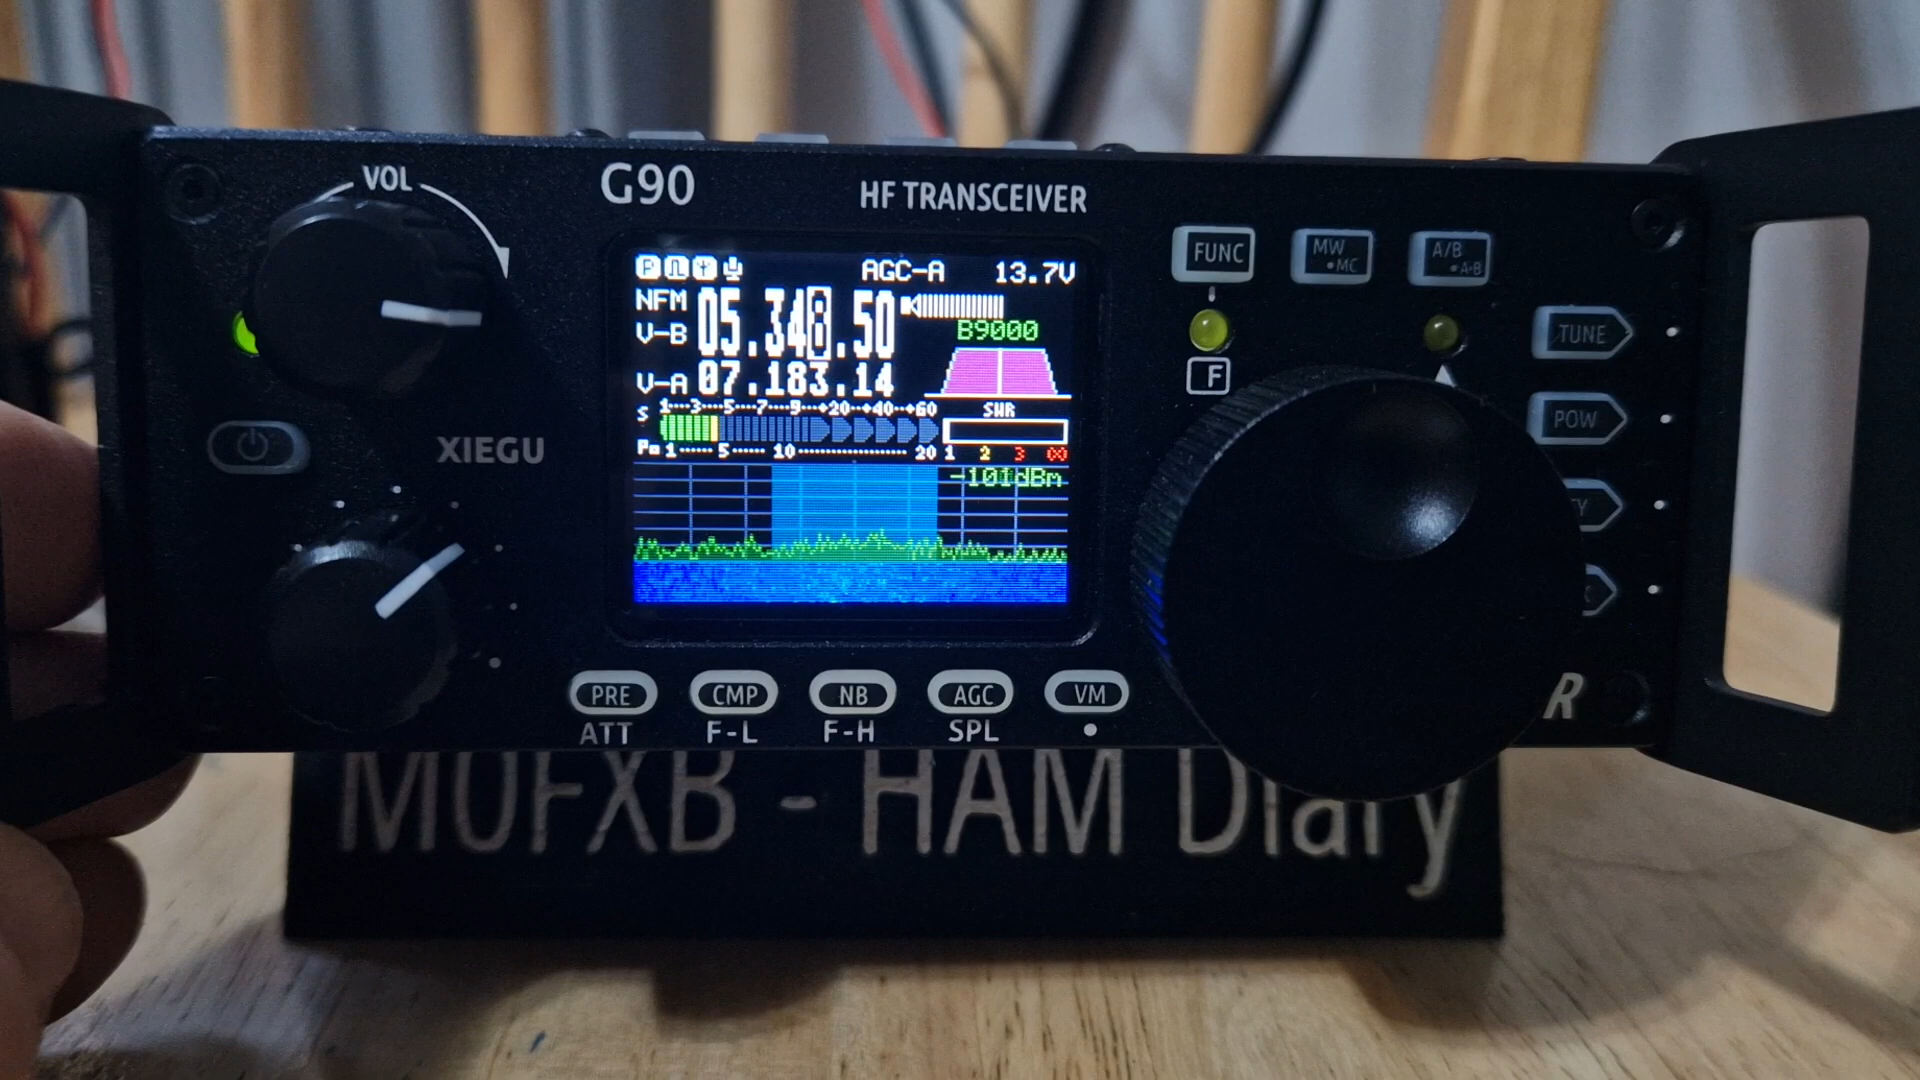 VOL
G90
HF TRANSCEIVER
AGC-A 13.7V
NFM 05.348.50
B9000
V-B
V-A 07.183.14
S 1 3 5 7 9 +20 +40 +60
SWR
Po 1 5 10 20
1 2 3 ∞
-101dBm
XIEGU
FUNC
MW
•MC
A/B
•A>B
F
TUNE
POW
R
PRE
CMP
NB
AGC
VM
ATT
F-L
F-H
SPL
M0FXB - HAM Diary